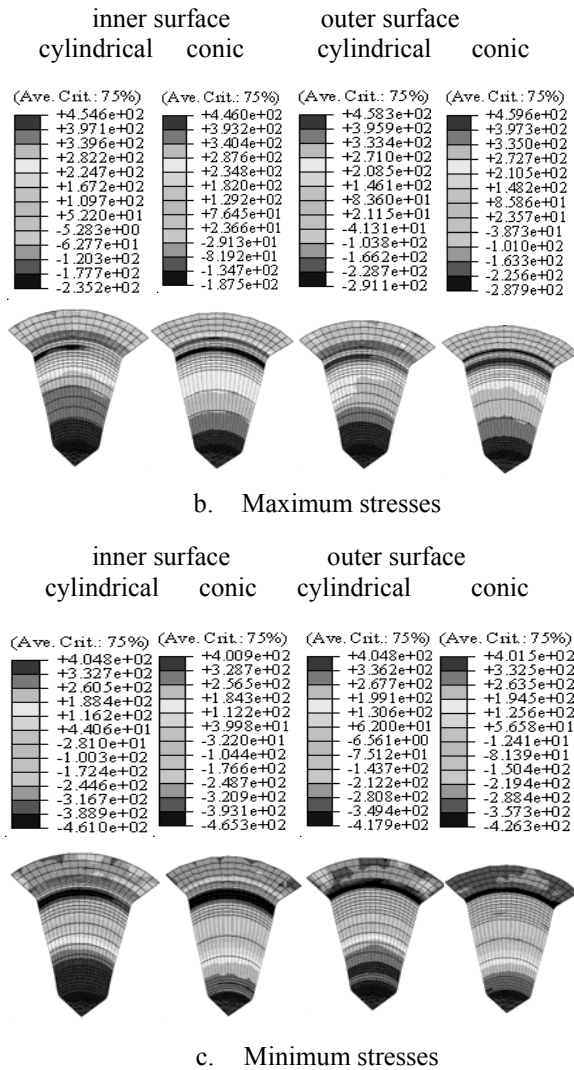 inner surface outer surface
cylindrical conic cylindrical conic
(Ave. Crit.: 75%) (Ave. Crit.: 75%) (Ave. Crit.: 75%) (Ave. Crit.: 75%)
+4.546e+02 +4.460e+02 +4.583e+02 +4.596e+02
+3.971e+02 +3.932e+02 +3.959e+02 +3.973e+02
+3.396e+02 +3.404e+02 +3.334e+02 +3.350e+02
+2.822e+02 +2.876e+02 +2.710e+02 +2.727e+02
+2.247e+02 +2.348e+02 +2.085e+02 +2.105e+02
+1.672e+02 +1.820e+02 +1.461e+02 +1.482e+02
+1.097e+02 +1.292e+02 +8.360e+01 +8.586e+01
+5.220e+01 +7.645e+01 +2.115e+01 +2.357e+01
-5.283e+00 +2.366e+01 -4.131e+01 -3.873e+01
-6.277e+01 -2.913e+01 -1.038e+02 -1.010e+02
-1.203e+02 -8.192e+01 -1.662e+02 -1.633e+02
-1.777e+02 -1.347e+02 -2.287e+02 -2.256e+02
-2.352e+02 -1.875e+02 -2.911e+02 -2.879e+02
b. Maximum stresses
inner surface outer surface
cylindrical conic cylindrical conic
(Ave. Crit.: 75%) (Ave. Crit.: 75%) (Ave. Crit.: 75%) (Ave. Crit.: 75%)
+4.048e+02 +4.009e+02 +4.048e+02 +4.015e+02
+3.327e+02 +3.287e+02 +3.362e+02 +3.325e+02
+2.605e+02 +2.565e+02 +2.677e+02 +2.635e+02
+1.884e+02 +1.843e+02 +1.991e+02 +1.945e+02
+1.162e+02 +1.122e+02 +1.306e+02 +1.256e+02
+4.406e+01 +3.998e+01 +6.200e+01 +5.658e+01
-2.810e+01 -3.220e+01 -6.561e+00 -1.241e+01
-1.003e+02 -1.044e+02 -7.512e+01 -8.139e+01
-1.724e+02 -1.766e+02 -1.437e+02 -1.504e+02
-2.446e+02 -2.487e+02 -2.122e+02 -2.194e+02
-3.167e+02 -3.209e+02 -2.808e+02 -2.884e+02
-3.889e+02 -3.931e+02 -3.494e+02 -3.573e+02
-4.610e+02 -4.653e+02 -4.179e+02 -4.263e+02
c. Minimum stresses